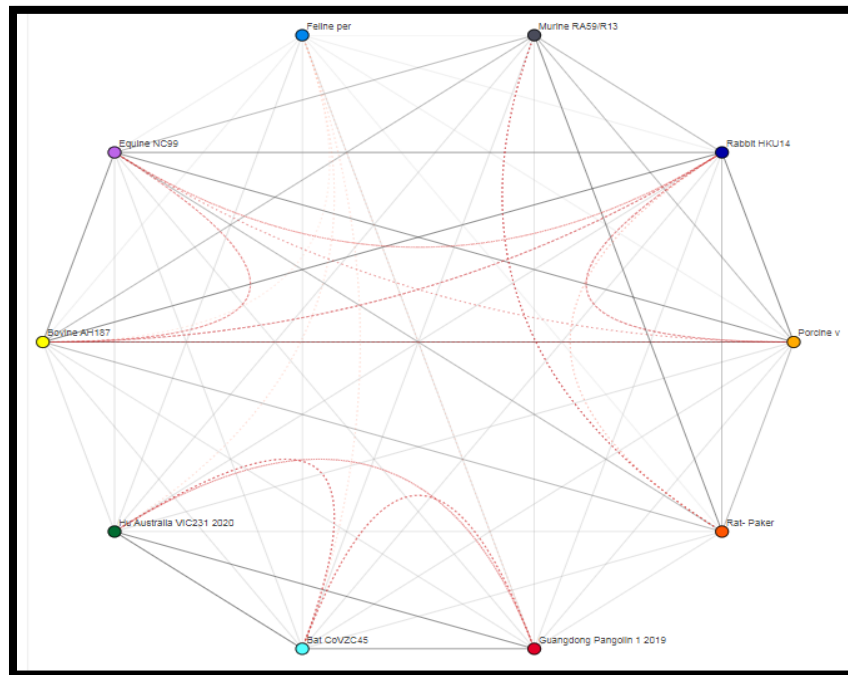 Feline per
Murine RA59/R13
Equine NC99
Rabbit HKU14
Bovine AH187
Porcine v
Hu Australia VIC231 2020
Rat- Paker
Bat CoVZC45
Guangdong Pangolin 1 2019